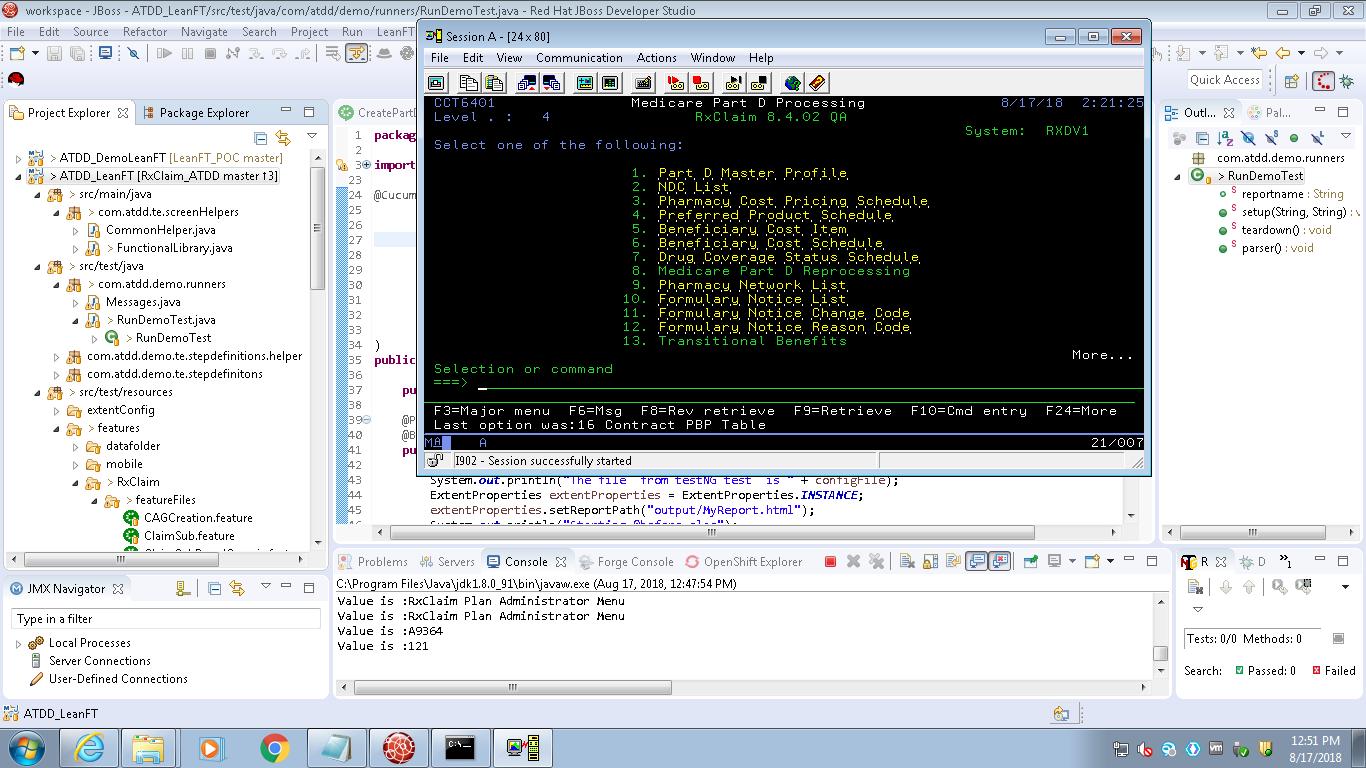 workspace - JBoss - ATDD_LeanFT/src/test/java/com/atdd/demo/runners/RunDemoTest.java - Red Hat JBoss Developer Studio
File Edit Source Refactor Navigate Search Project Run LeanFT
Quick Access
Project Explorer
Package Explorer
> ATDD_DemoLeanFT [LeanFT_POC master]
> ATDD_LeanFT [RxClaim_ATDD master ↑3]
> src/main/java
> com.atdd.te.screenHelpers
CommonHelper.java
> FunctionalLibrary.java
> src/test/java
> com.atdd.demo.runners
Messages.java
> RunDemoTest.java
> RunDemoTest
com.atdd.demo.te.stepdefinitions.helper
com.atdd.demo.te.stepdefinitons
> src/test/resources
extentConfig
> features
datafolder
mobile
> RxClaim
> featureFiles
CAGCreation.feature
ClaimSub.feature
JMX Navigator
Type in a filter
Local Processes
Server Connections
User-Defined Connections
CreatePartD
1 packag
2
3 import
23
24 @Cucum
25
26
27
28
29
30
31
32
33
34 )
35 public
36
37 pu
38
39 @P
40 @B
41 pu
42
43 System.out.println("The file from testNG test is " + configFile);
44 ExtentProperties extentProperties = ExtentProperties.INSTANCE;
45 extentProperties.setReportPath("output/MyReport.html");
46
Session A - [24 x 80]
File Edit View Communication Actions Window Help
CCT6401 Medicare Part D Processing 8/17/18 2:21:25
Level . : 4 RxClaim 8.4.02 QA
System: RXDV1
Select one of the following:
1. Part D Master Profile
2. NDC List
3. Pharmacy Cost Pricing Schedule
4. Preferred Product Schedule
5. Beneficiary Cost Item
6. Beneficiary Cost Schedule
7. Drug Coverage Status Schedule
8. Medicare Part D Reprocessing
9. Pharmacy Network List
10. Formulary Notice List
11. Formulary Notice Change Code
12. Formulary Notice Reason Code
13. Transitional Benefits
More...
Selection or command
===>
F3=Major menu F6=Msg F8=Rev retrieve F9=Retrieve F10=Cmd entry F24=More
Last option was:16 Contract PBP Table
MA A 21/007
I902 - Session successfully started
Problems Servers Console Forge Console OpenShift Explorer
C:\Program Files\Java\jdk1.8.0_91\bin\javaw.exe (Aug 17, 2018, 12:47:54 PM)
Value is :RxClaim Plan Administrator Menu
Value is :RxClaim Plan Administrator Menu
Value is :A9364
Value is :121
Outl...
Pal...
com.atdd.demo.runners
> RunDemoTest
reportname : String
setup(String, String) : v
teardown() : void
parser() : void
R D »1
Tests: 0/0 Methods: 0
Search: Passed: 0 Failed
ATDD_LeanFT
12:51 PM
8/17/2018